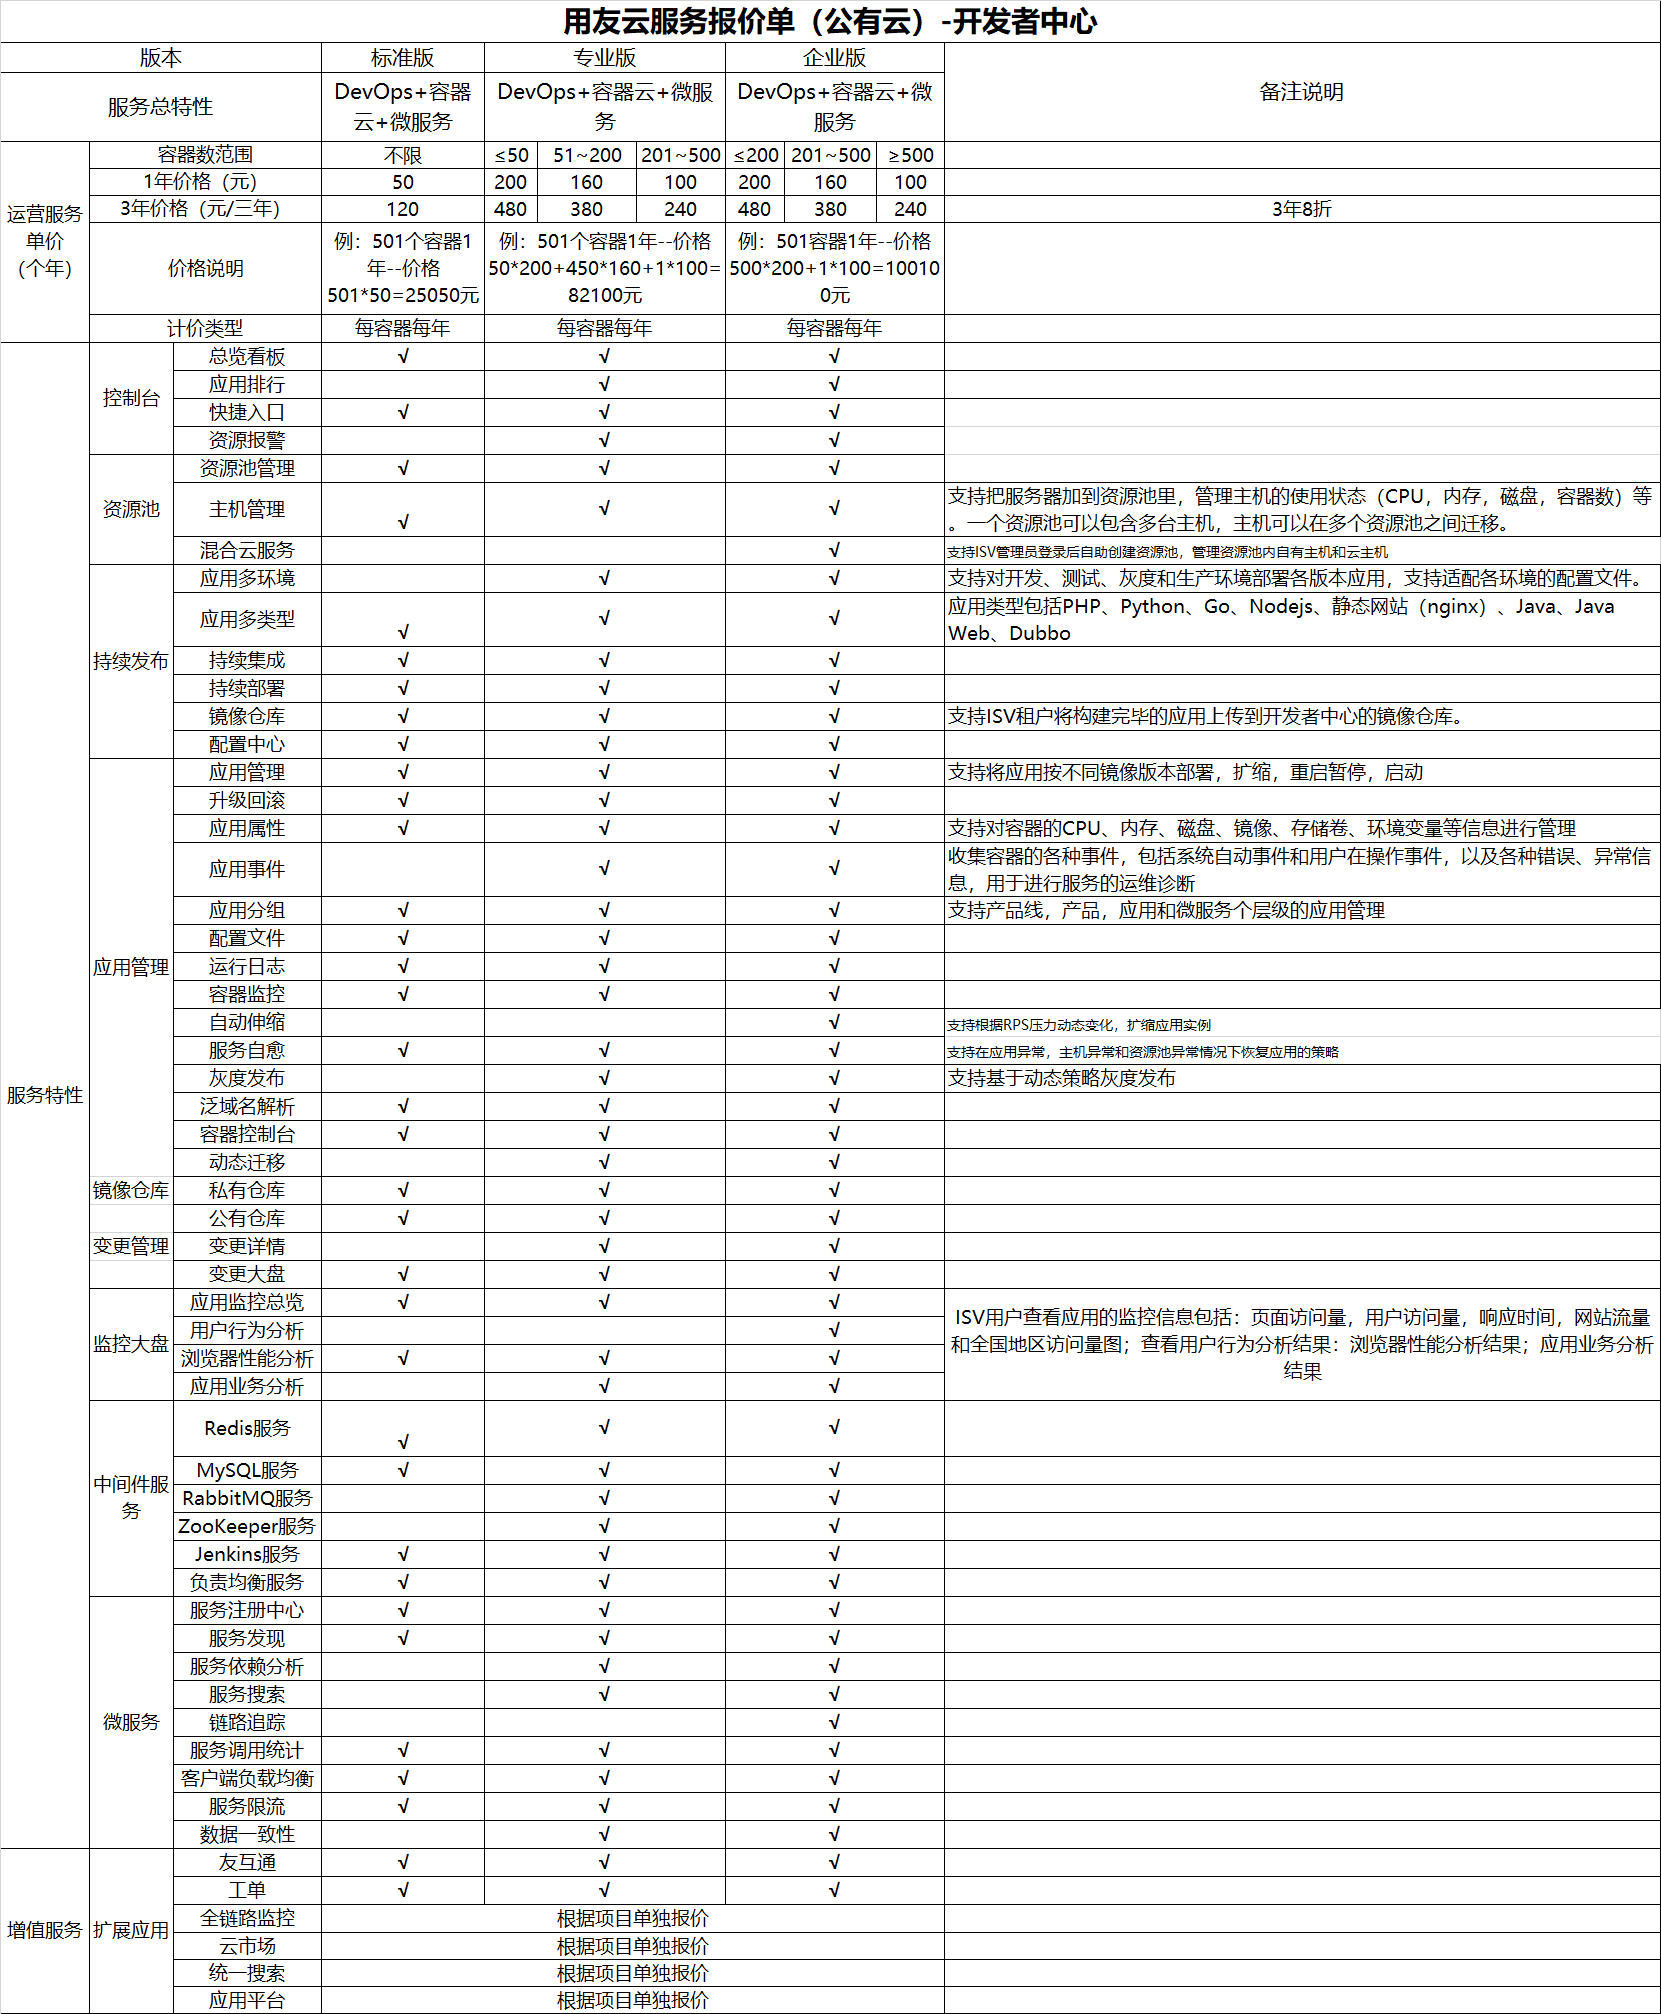 用友云服务报价单（公有云）-开发者中心
版本 标准版 专业版 企业版 备注说明
服务总特性 DevOps+容器云+微服务 DevOps+容器云+微服务 DevOps+容器云+微服务
运营服务单价（个年） 容器数范围 不限 ≤50 51~200 201~500 ≤200 201~500 ≥500
1年价格（元） 50 200 160 100 200 160 100
3年价格（元/三年） 120 480 380 240 480 380 240 3年8折
价格说明 例：501个容器1年--价格501*50=25050元 例：501个容器1年--价格50*200+450*160+1*100=82100元 例：501容器1年--价格500*200+1*100=100100元
计价类型 每容器每年 每容器每年 每容器每年
服务特性 控制台 总览看板 √ √ √
应用排行 √ √
快捷入口 √ √ √
资源报警 √ √
资源池 资源池管理 √ √ √
主机管理 √ √ √ 支持把服务器加到资源池里，管理主机的使用状态（CPU，内存，磁盘，容器数）等
。一个资源池可以包含多台主机，主机可以在多个资源池之间迁移。
混合云服务 √ 支持ISV管理员登录后自助创建资源池，管理资源池内自有主机和云主机
持续发布 应用多环境 √ √ 支持对开发、测试、灰度和生产环境部署各版本应用，支持适配各环境的配置文件。
应用多类型 √ √ √ 应用类型包括PHP、Python、Go、Nodejs、静态网站（nginx）、Java、Java
Web、Dubbo
持续集成 √ √ √
持续部署 √ √ √
镜像仓库 √ √ √ 支持ISV租户将构建完毕的应用上传到开发者中心的镜像仓库。
配置中心 √ √ √
应用管理 应用管理 √ √ √ 支持将应用按不同镜像版本部署，扩缩，重启暂停，启动
升级回滚 √ √ √
应用属性 √ √ √ 支持对容器的CPU、内存、磁盘、镜像、存储卷、环境变量等信息进行管理
应用事件 √ √ 收集容器的各种事件，包括系统自动事件和用户在操作事件，以及各种错误、异常信
息，用于进行服务的运维诊断
应用分组 √ √ √ 支持产品线，产品，应用和微服务个层级的应用管理
配置文件 √ √ √
运行日志 √ √ √
容器监控 √ √ √
自动伸缩 √ 支持根据RPS压力动态变化，扩缩应用实例
服务自愈 √ √ √ 支持在应用异常，主机异常和资源池异常情况下恢复应用的策略
灰度发布 √ √ 支持基于动态策略灰度发布
泛域名解析 √ √ √
容器控制台 √ √ √
动态迁移 √ √
镜像仓库 私有仓库 √ √ √
公有仓库 √ √ √
变更管理 变更详情 √ √
变更大盘 √ √ √
监控大盘 应用监控总览 √ √ √ ISV用户查看应用的监控信息包括：页面访问量，用户访问量，响应时间，网站流量
和全国地区访问量图；查看用户行为分析结果：浏览器性能分析结果；应用业务分析
结果
用户行为分析 √
浏览器性能分析 √ √ √
应用业务分析 √ √
中间件服务 Redis服务 √ √ √
MySQL服务 √ √ √
RabbitMQ服务 √ √
ZooKeeper服务 √ √
Jenkins服务 √ √ √
负责均衡服务 √ √ √
微服务 服务注册中心 √ √ √
服务发现 √ √ √
服务依赖分析 √ √
服务搜索 √ √
链路追踪 √
服务调用统计 √ √ √
客户端负载均衡 √ √ √
服务限流 √ √ √
数据一致性 √ √
增值服务 扩展应用 友互通 √ √ √
工单 √ √ √
全链路监控 根据项目单独报价
云市场 根据项目单独报价
统一搜索 根据项目单独报价
应用平台 根据项目单独报价